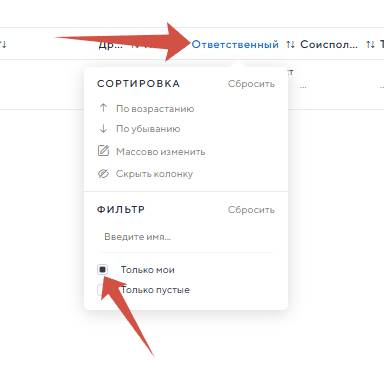 Др...
Ответственный
Соиспол...
СОРТИРОВКА
Сбросить
...
По возрастанию
По убыванию
Массово изменить
Скрыть колонку
ФИЛЬТР
Сбросить
Введите имя...
Только мои
Только пустые